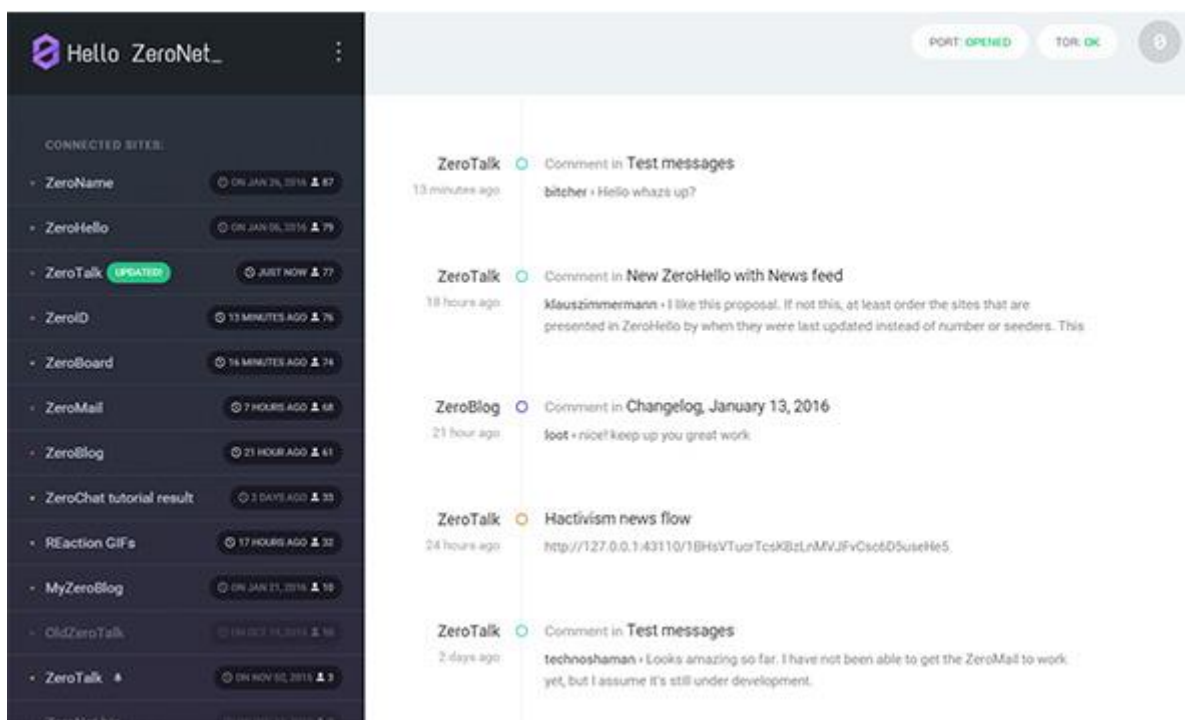 Hello ZeroNet_
PORT: OPENED
TOR: OK
CONNECTED SITES:
ZeroName
ON JAN 26, 2016 87
ZeroHello
ON JAN 06, 2016 79
ZeroTalk UPDATED!
JUST NOW 77
ZeroID
13 MINUTES AGO 76
ZeroBoard
16 MINUTES AGO 74
ZeroMail
7 HOURS AGO 68
ZeroBlog
21 HOUR AGO 61
ZeroChat tutorial result
DAYS AGO 33
REaction GIFs
17 HOURS AGO 32
MyZeroBlog
ON JAN 21, 2016 10
OldZeroTalk
ZeroTalk
ON NOV 02, 2015 3
ZeroTalk
13 minutes ago
Comment in Test messages
bitcher › Hello whazs up?
ZeroTalk
18 hours ago
Comment in New ZeroHello with News feed
klauszimmermann › I like this proposal. If not this, at least order the sites that are
presented in ZeroHello by when they were last updated instead of number or seeders. This
ZeroBlog
21 hour ago
Comment in Changelog, January 13, 2016
loot › nice! keep up you great work
ZeroTalk
24 hours ago
Hactivism news flow
ZeroTalk
2 days ago
Comment in Test messages
technoshaman › Looks amazing so far. I have not been able to get the ZeroMail to work
yet, but I assume it's still under development.